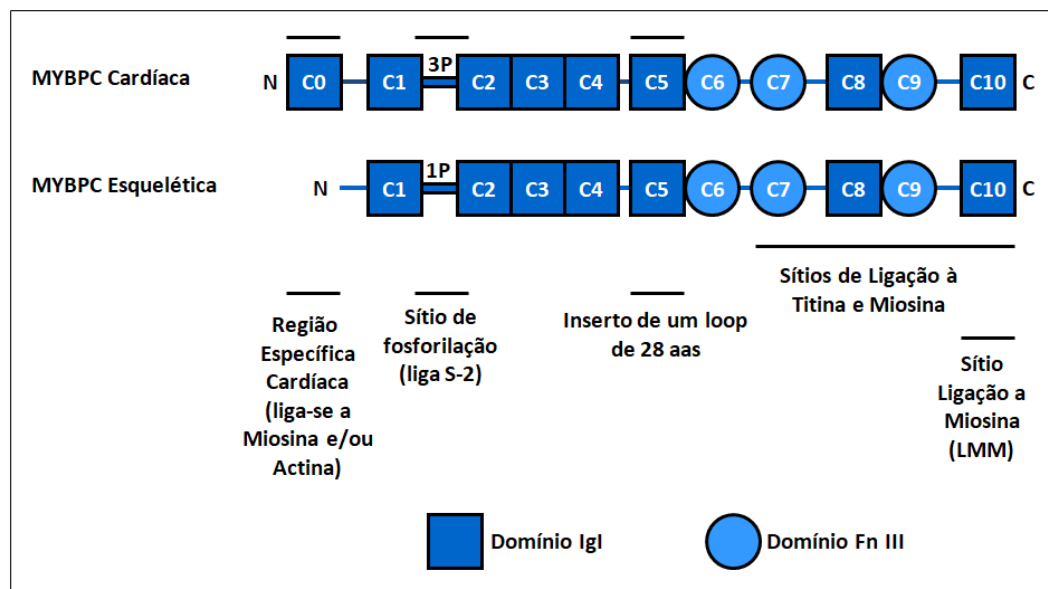 3P
MYBPC Cardíaca N C0 C1 C2 C3 C4 C5 C6 C7 C8 C9 C10 C
1P
MYBPC Esquelética N C1 C2 C3 C4 C5 C6 C7 C8 C9 C10 C
Região
Específica
Cardíaca
(liga-se a
Miosina e/ou
Actina)
Sítio de
fosforilação
(liga S-2)
Inserto de um loop
de 28 aas
Sítios de Ligação à
Titina e Miosina
Sítio
Ligação a
Miosina
(LMM)
Domínio IgI
Domínio Fn III